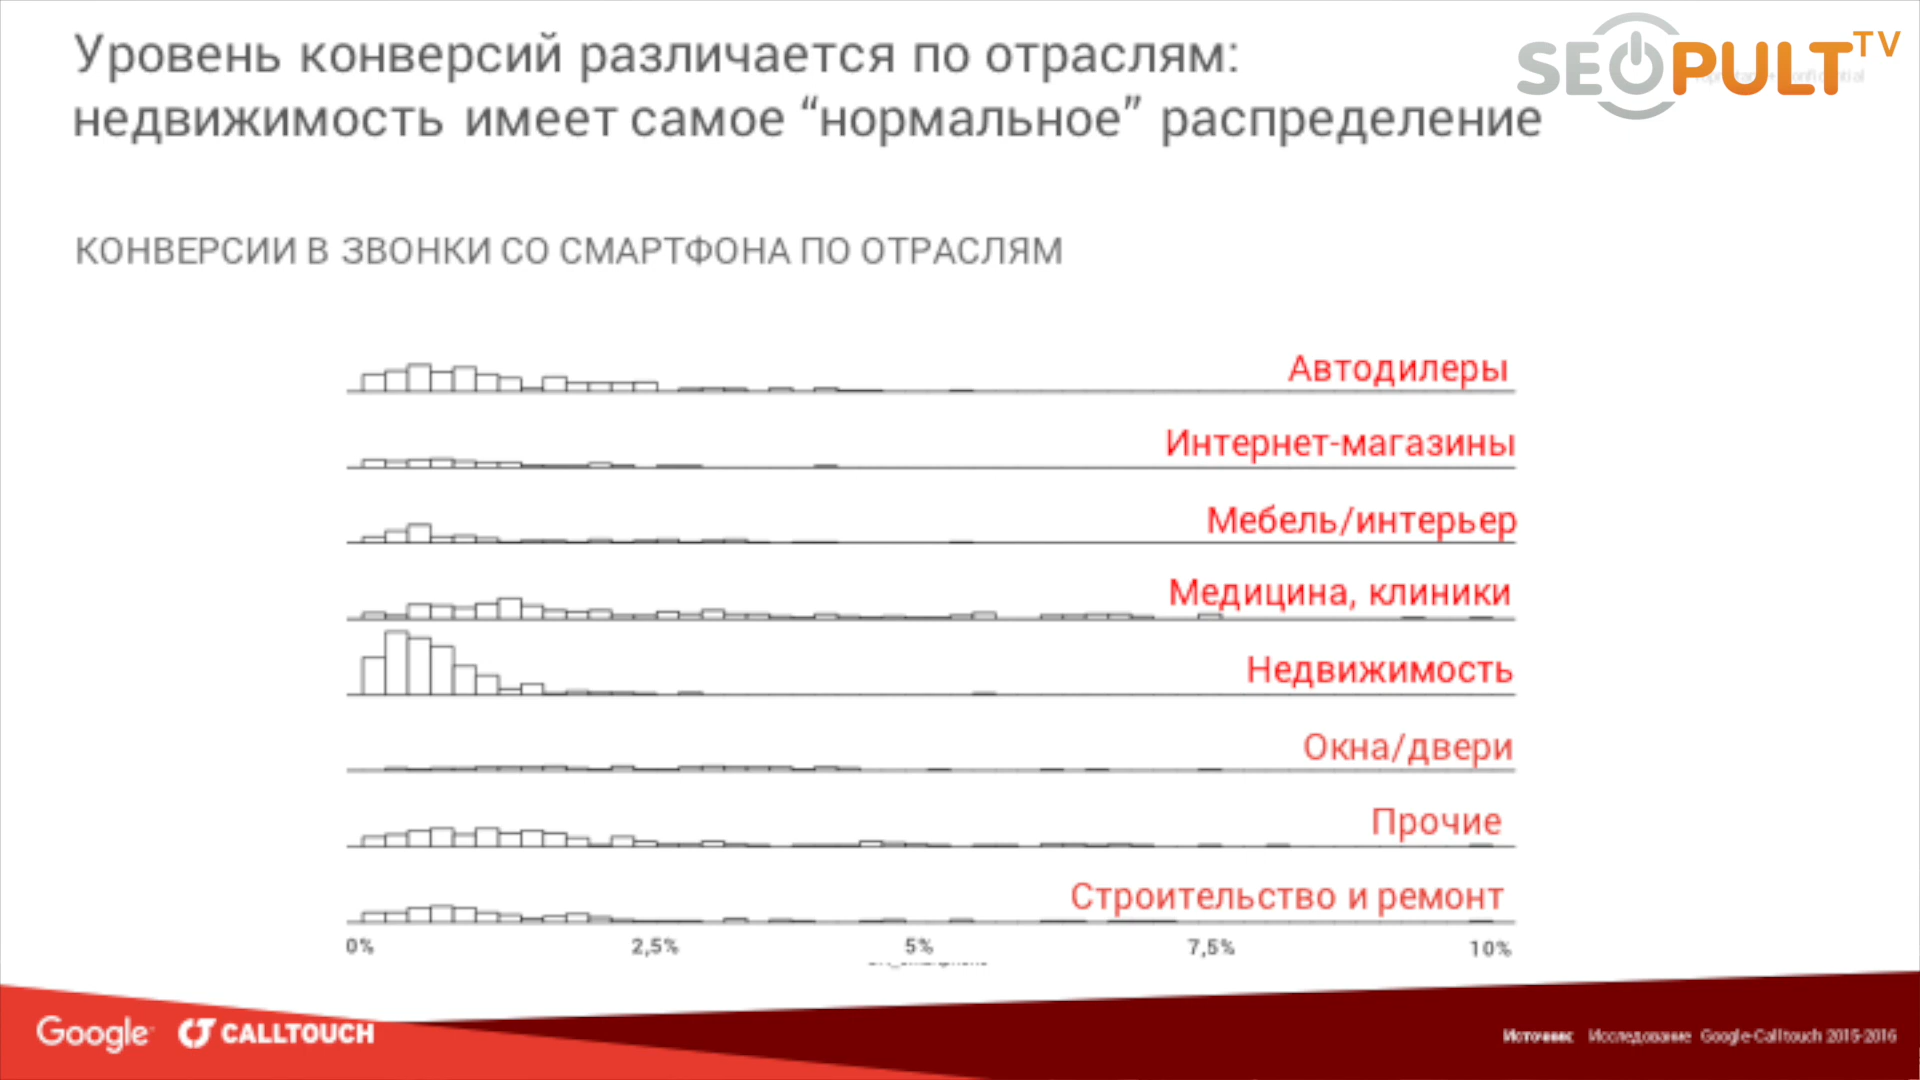 Уровень конверсий различается по отраслям:
недвижимость имеет самое “нормальное” распределение
SEOPULT TV
КОНВЕРСИИ В ЗВОНКИ СО СМАРТФОНА ПО ОТРАСЛЯМ
Автодилеры
Интернет-магазины
Мебель/интерьер
Медицина, клиники
Недвижимость
Окна/двери
Прочие
Строительство и ремонт
0% 2,5% 5% 7,5% 10%
Google CALLTOUCH
Источник: Исследование Google-Calltouch 2015-2016